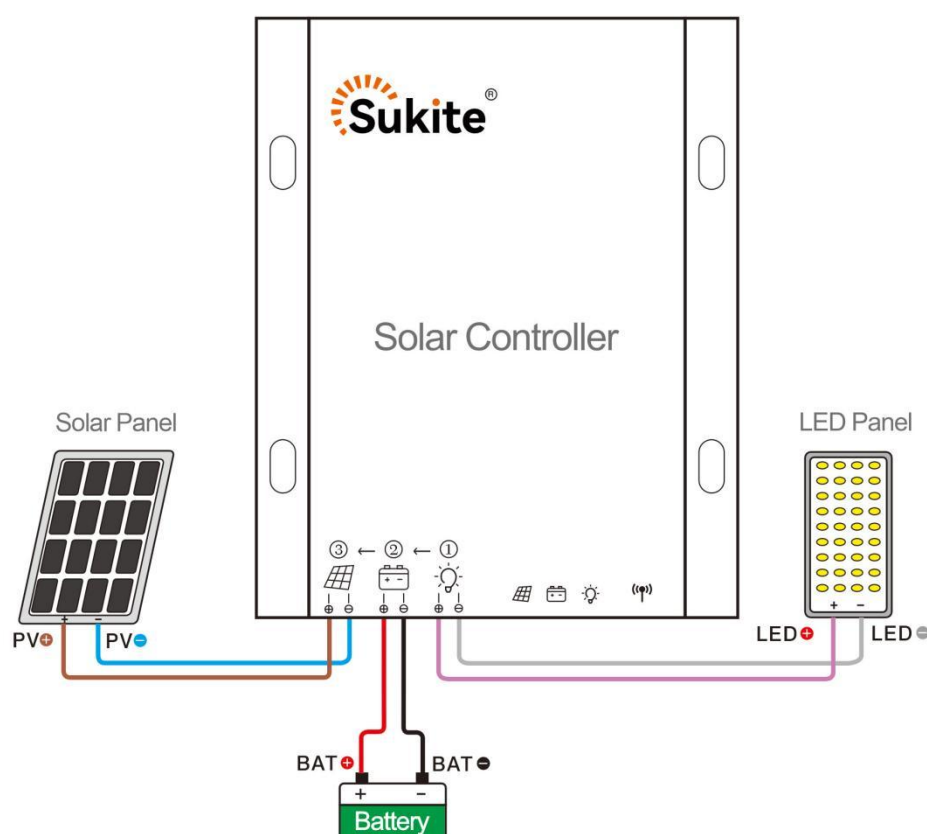 Sukite®
Solar Controller
Solar Panel
LED Panel
③ ← ② ← ①
+ −
⊕ ⊖ ⊕ ⊖ ⊕ ⊖
+ −
+ −
PV⊕ PV⊖
LED⊕ LED⊖
BAT⊕ BAT⊖
+ −
Battery